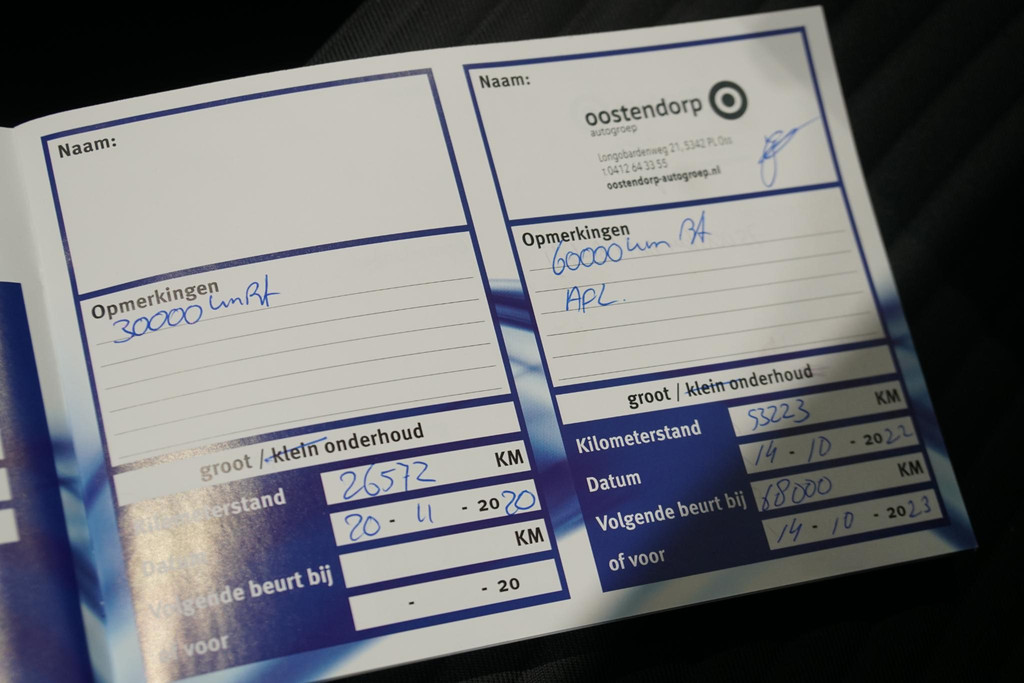 Naam:
Opmerkingen
30000 km Bt
groot / klein onderhoud
Kilometerstand 26572 KM
Datum 20 - 11 - 2020
Volgende beurt bij KM
of voor - - 20
Naam:
oostendorp
autogroep
Longobardenweg 21, 5342 PL Oss
t 0412 64 33 55
oostendorp-autogroep.nl
Opmerkingen
60000 km Bt
APL.
groot / klein onderhoud
Kilometerstand 53223 KM
Datum 14 - 10 - 2022
Volgende beurt bij 68000 KM
of voor 14 - 10 - 2023